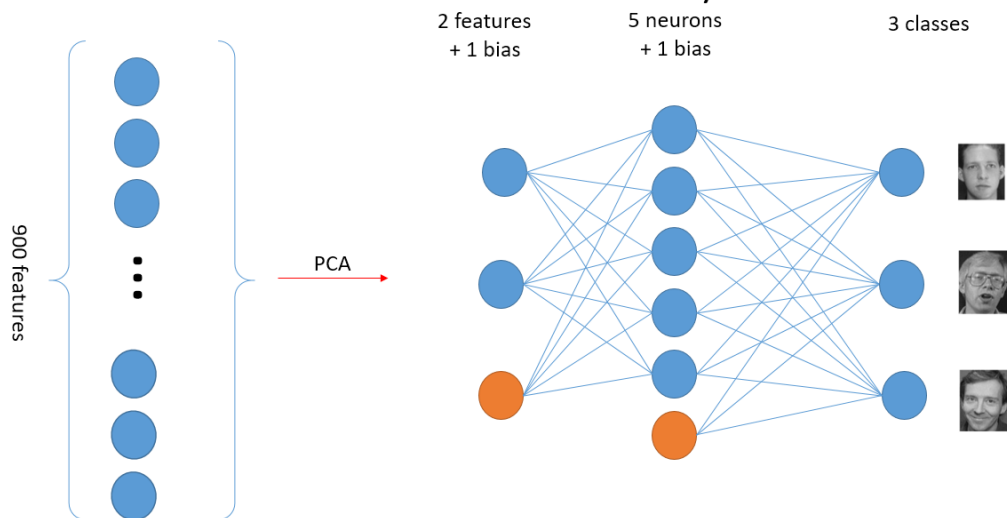 2 features
+ 1 bias
5 neurons
+ 1 bias
3 classes
900 features
PCA